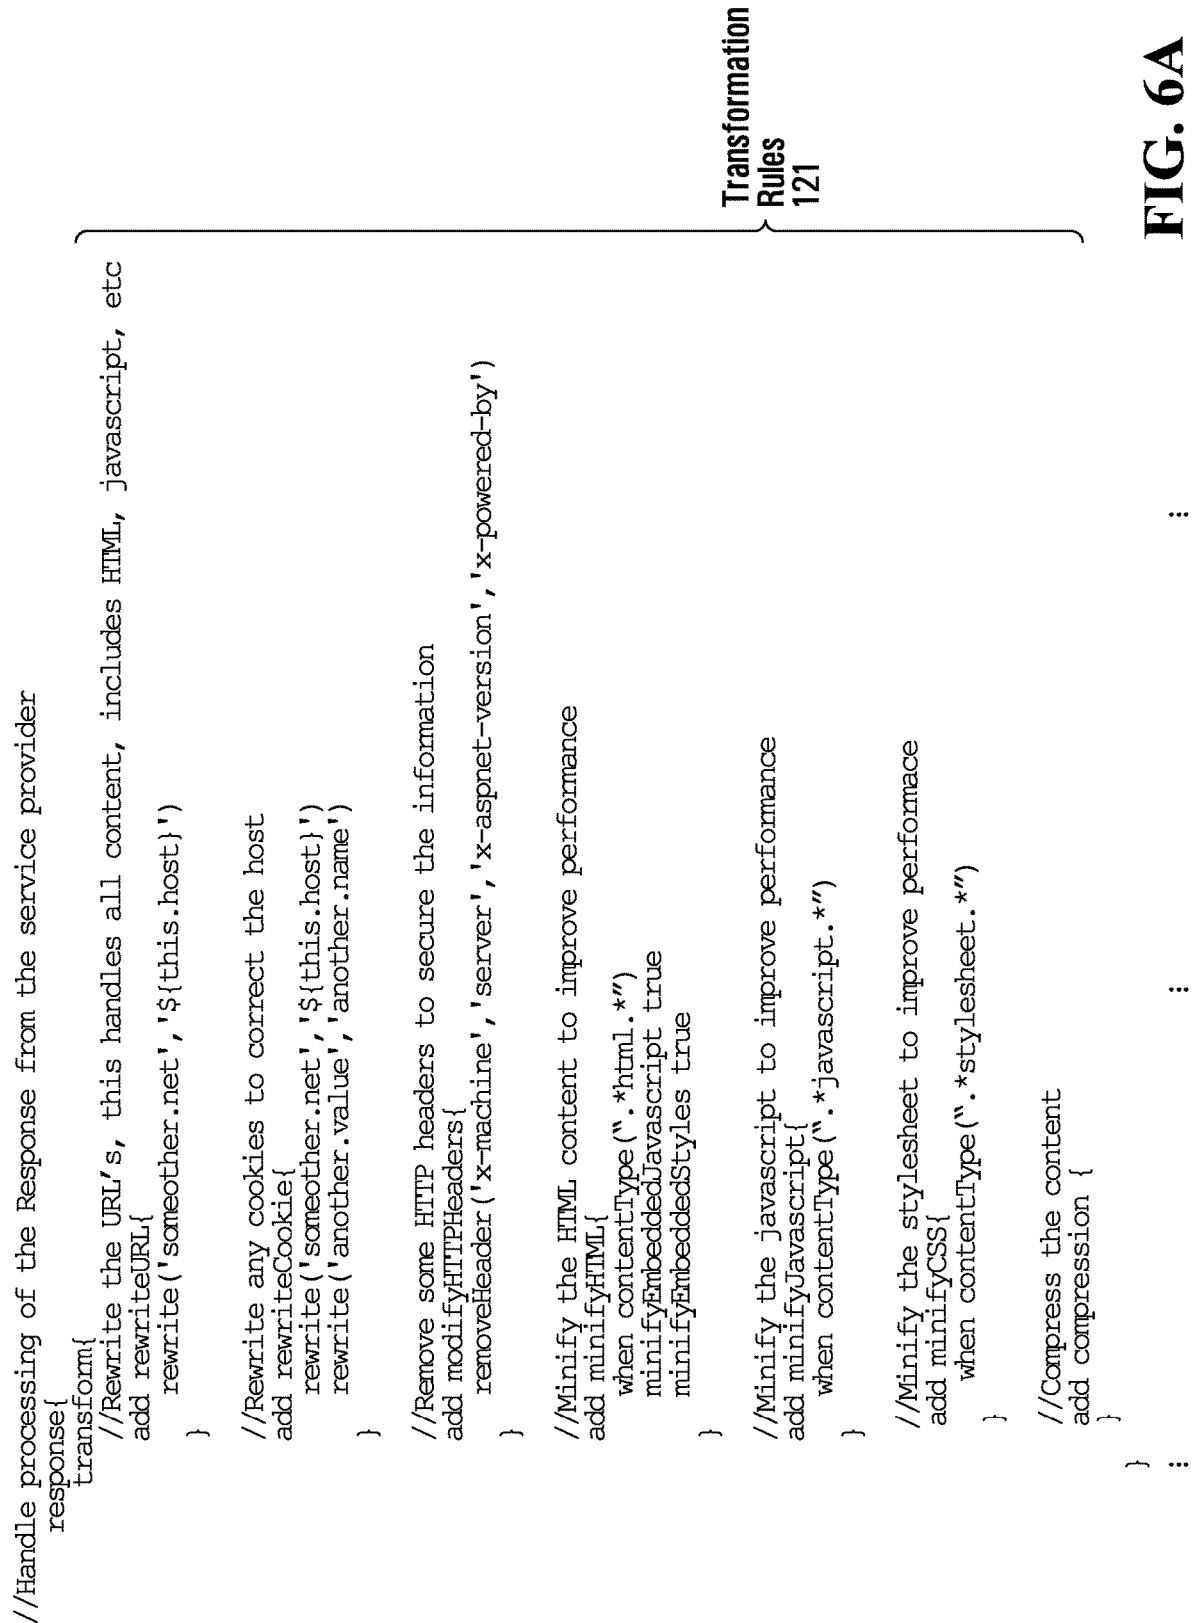 //Handle processing of the Response from the service provider
response{
transform{
//Rewrite the URL's, this handles all content, includes HTML, javascript, etc
add rewriteURL{
rewrite('someother.net','${this.host}')
}
//Rewrite any cookies to correct the host
add rewriteCookie{
rewrite('someother.net','${this.host}')
rewrite('another.value','another.name')
}
//Remove some HTTP headers to secure the information
add modifyHTTPHeaders{
removeHeader('x-machine','server','x-aspnet-version','x-powered-by')
}
//Minify the HTML content to improve performance
add minifyHTML{
when contentType(“.*html.*”)
minifyEmbeddedJavascript true
minifyEmbeddedStyles true
}
//Minify the javascript to improve performance
add minifyJavascript{
when contentType(“.*javascript.*”)
}
//Minify the stylesheet to improve performace
add minifyCSS{
when contentType(“.*stylesheet.*”)
}
//Compress the content
add compression {
}
}
⋮ ⋮ ⋮
Transformation
Rules
121
FIG. 6A